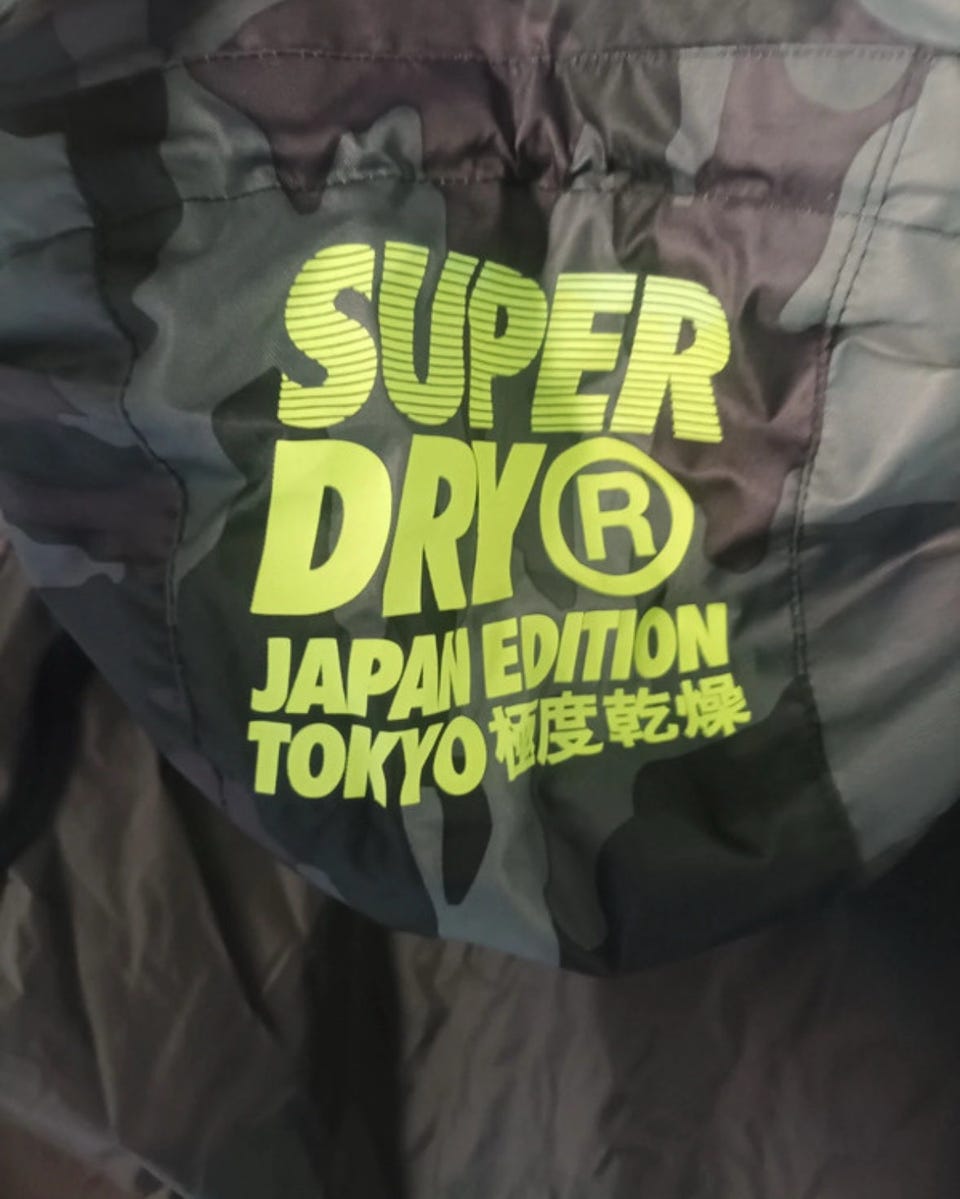 SUPER
DRY®
JAPAN EDITION
TOKYO 極度乾燥